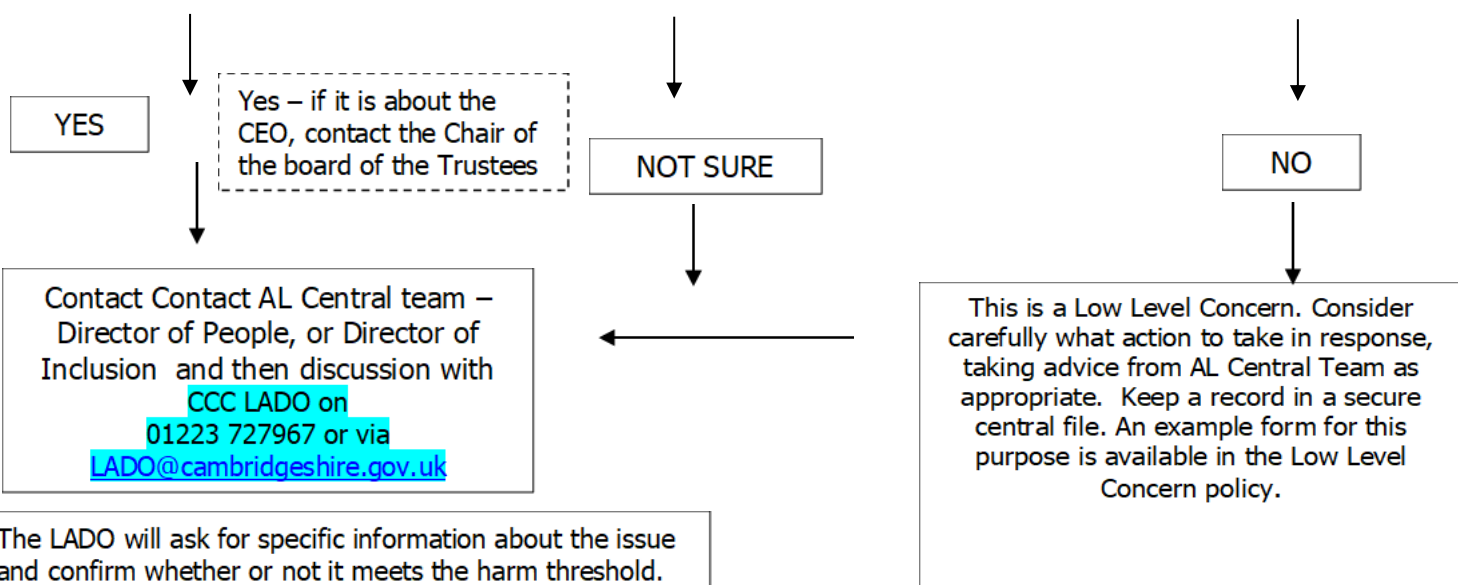 YES
Yes – if it is about the
CEO, contact the Chair of
the board of the Trustees
NOT SURE
NO
Contact Contact AL Central team –
Director of People, or Director of
Inclusion and then discussion with
CCC LADO on
01223 727967 or via
LADO@cambridgeshire.gov.uk
This is a Low Level Concern. Consider
carefully what action to take in response,
taking advice from AL Central Team as
appropriate. Keep a record in a secure
central file. An example form for this
purpose is available in the Low Level
Concern policy.
The LADO will ask for specific information about the issue
and confirm whether or not it meets the harm threshold.